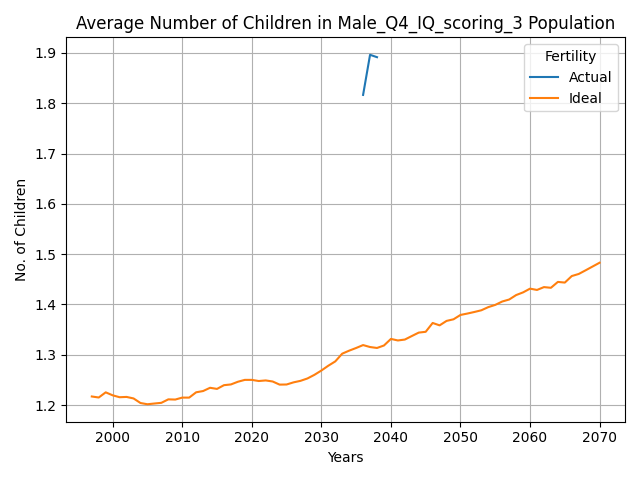 Average Number of Children in Male_Q4_IQ_scoring_3 Population
1.9
1.8
1.7
1.6
1.5
1.4
1.3
1.2
No. of Children
Fertility
Actual
Ideal
2000 2010 2020 2030 2040 2050 2060 2070
Years